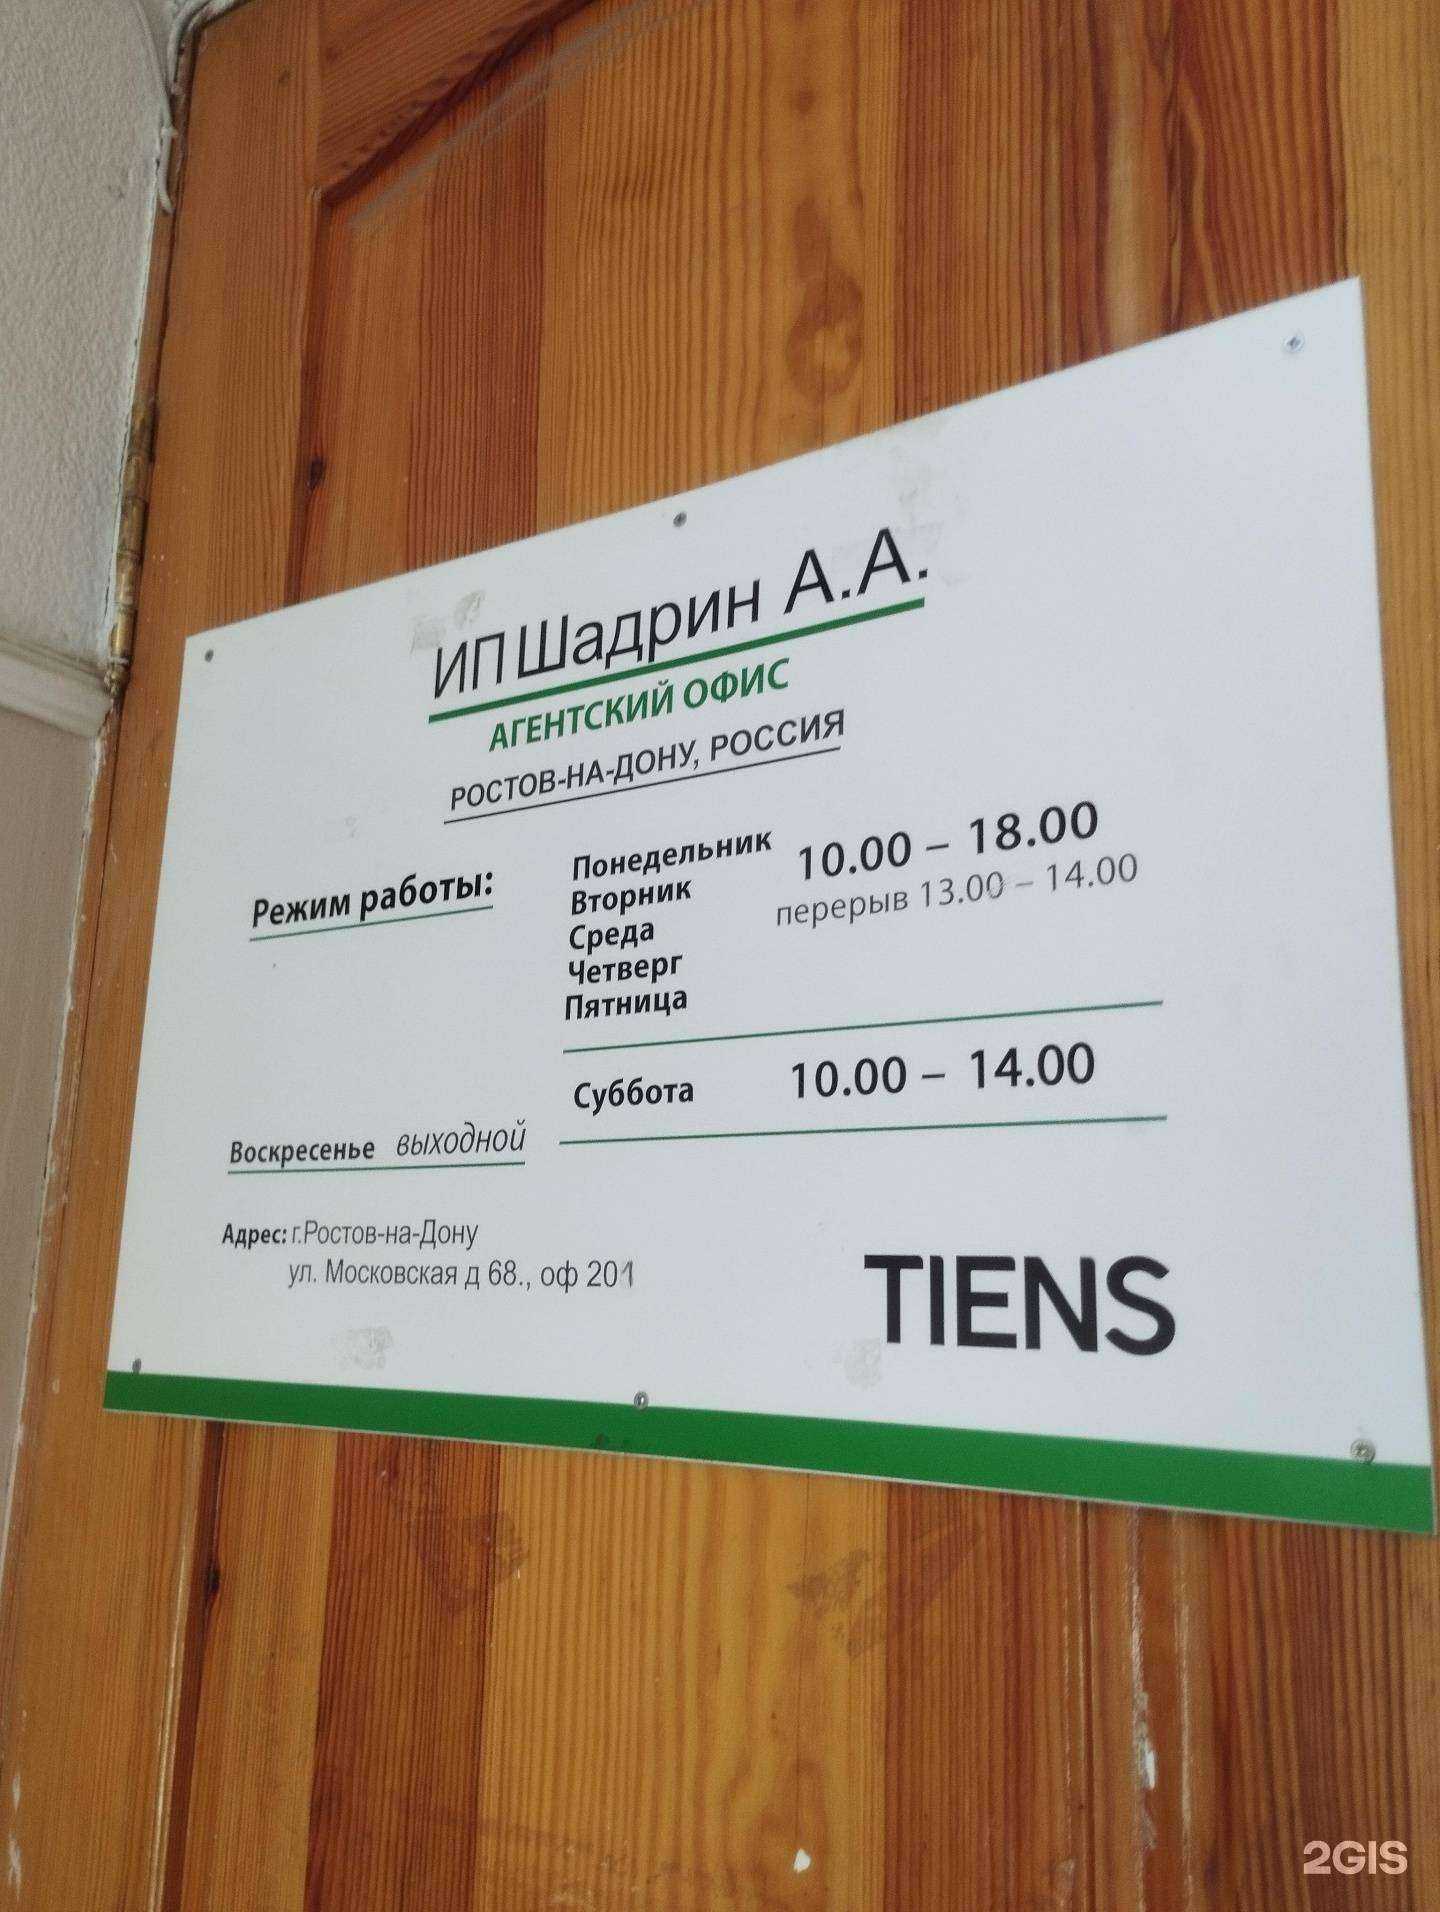 ИП Шадрин А.А.
АГЕНТСКИЙ ОФИС
РОСТОВ-НА-ДОНУ, РОССИЯ
Режим работы:
Понедельник 10.00 – 18.00
Вторник перерыв 13.00 – 14.00
Среда
Четверг
Пятница
Суббота 10.00 – 14.00
Воскресенье выходной
Адрес: г.Ростов-на-Дону
ул. Московская д 68., оф 201
TIENS
2GIS